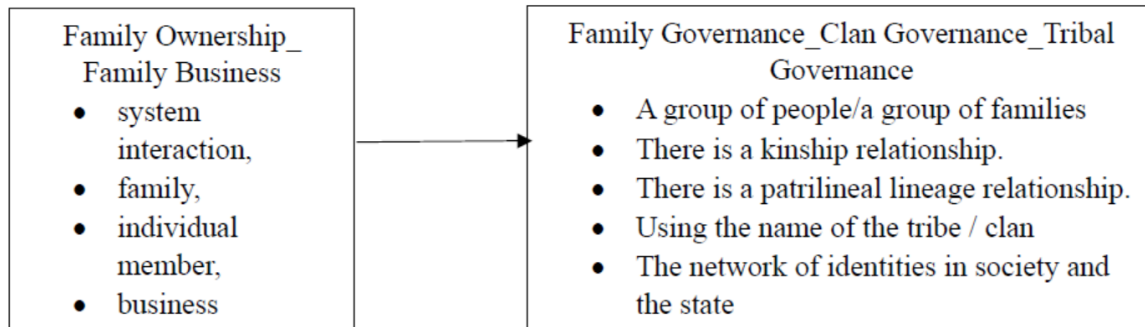 Family Ownership_
Family Business
● system
interaction,
● family,
● individual
member,
● business
Family Governance_Clan Governance_Tribal
Governance
● A group of people/a group of families
● There is a kinship relationship.
● There is a patrilineal lineage relationship.
● Using the name of the tribe / clan
● The network of identities in society and
the state